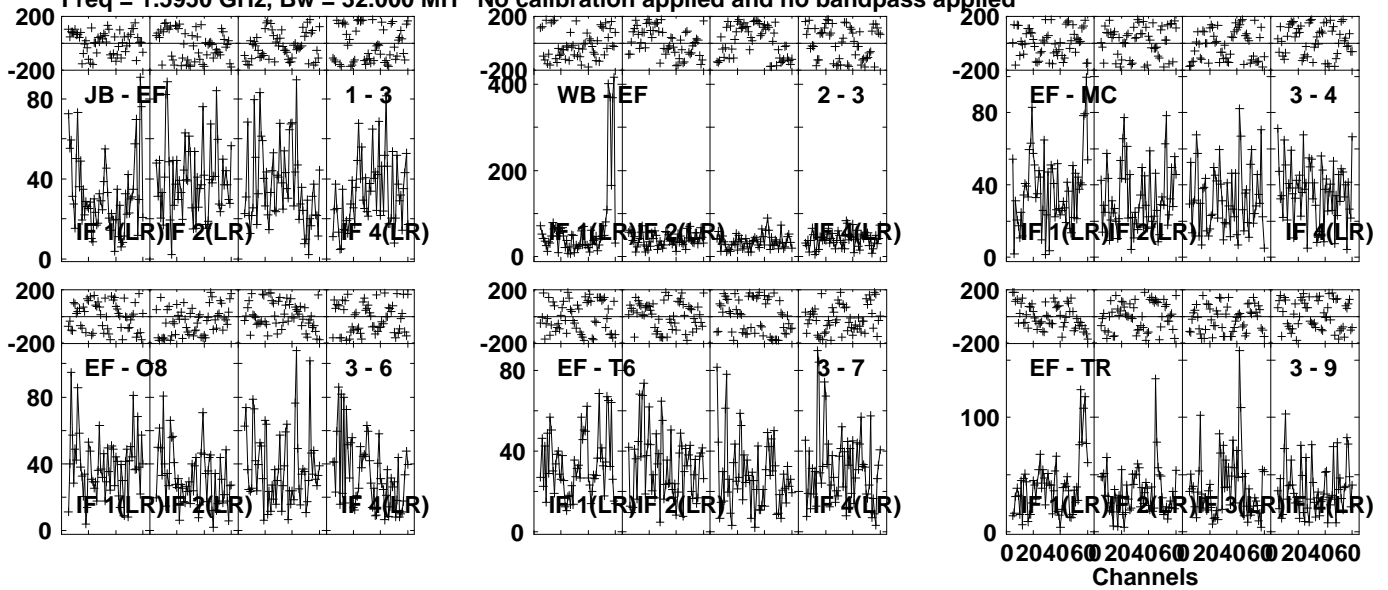 Freq = 1.5950 GHz, Bw = 32.000 MH No calibration applied and no bandpass applied
200
-200
80
40
0
JB - EF
1 - 3
IF 1(LR)
IF 2(LR)
IF 4(LR)
200
-200
400
200
0
WB - EF
2 - 3
IF 1(LR)
IF 2(LR)
IF 4(LR)
200
-200
80
40
0
EF - MC
3 - 4
IF 1(LR)
IF 2(LR)
IF 4(LR)
200
-200
80
40
0
EF - O8
3 - 6
IF 1(LR)
IF 2(LR)
IF 4(LR)
200
-200
80
40
0
EF - T6
3 - 7
IF 1(LR)
IF 2(LR)
IF 4(LR)
200
-200
100
0
EF - TR
3 - 9
IF 1(LR)
IF 2(LR)
IF 3(LR)
IF 4(LR)
0 20 40 60 0 20 40 60 0 20 40 60 0 20 40 60
Channels